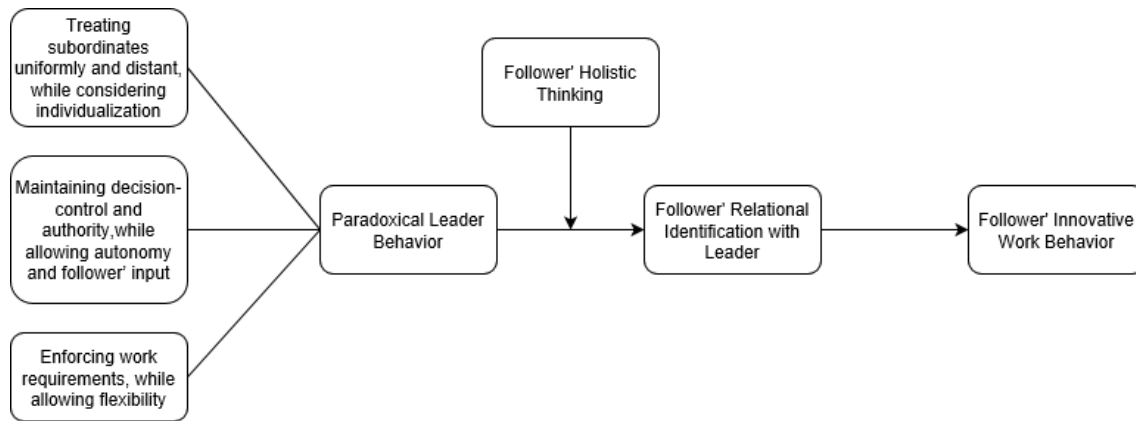 Treating
subordinates
uniformly and distant,
while considering
individualization
Follower' Holistic
Thinking
Maintaining decision-
control and
authority,while
allowing autonomy
and follower' input
Paradoxical Leader
Behavior
Follower' Relational
Identification with
Leader
Follower' Innovative
Work Behavior
Enforcing work
requirements, while
allowing flexibility